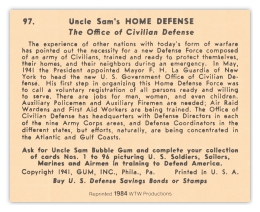 97. Uncle Sam's HOME DEFENSE
The Office of Civilian Defense
The experience of other nations with today's form of warfare
has pointed out the necessity for a new Defense Force composed
of an army of Civilians, trained and ready to protect themselves,
their homes, and their neighbors during an emergency. In May,
1941 the President appointed Mayor F. H. La Guardia of New
York to head the new U. S. Government Office of Civilian De-
fense. His first step in organizing this Home Defense Force was
to call a voluntary registration of all persons ready and willing
to serve. There are jobs for men, women, and even children.
Auxiliary Policemen and Auxiliary Firemen are needed; Air Raid
Wardens and First Aid Workers are being trained. The Office of
Civilian Defense has headquarters with Defense Directors in each
of the nine Army Corps areas, and Defense Coordinators in the
different states, but efforts, naturally, are being concentrated in
the Atlantic and Gulf Coasts.
Ask for Uncle Sam Bubble Gum and complete your collection
of cards Nos. 1 to 96 picturing U. S. Soldiers, Sailors,
Marines and Airmen in training to Defend America.
Copyright 1941, GUM, INC., Phila., Pa. Printed in U. S. A.
Buy U. S. Defense Savings Bonds or Stamps
Reprinted 1984 WTW Productions